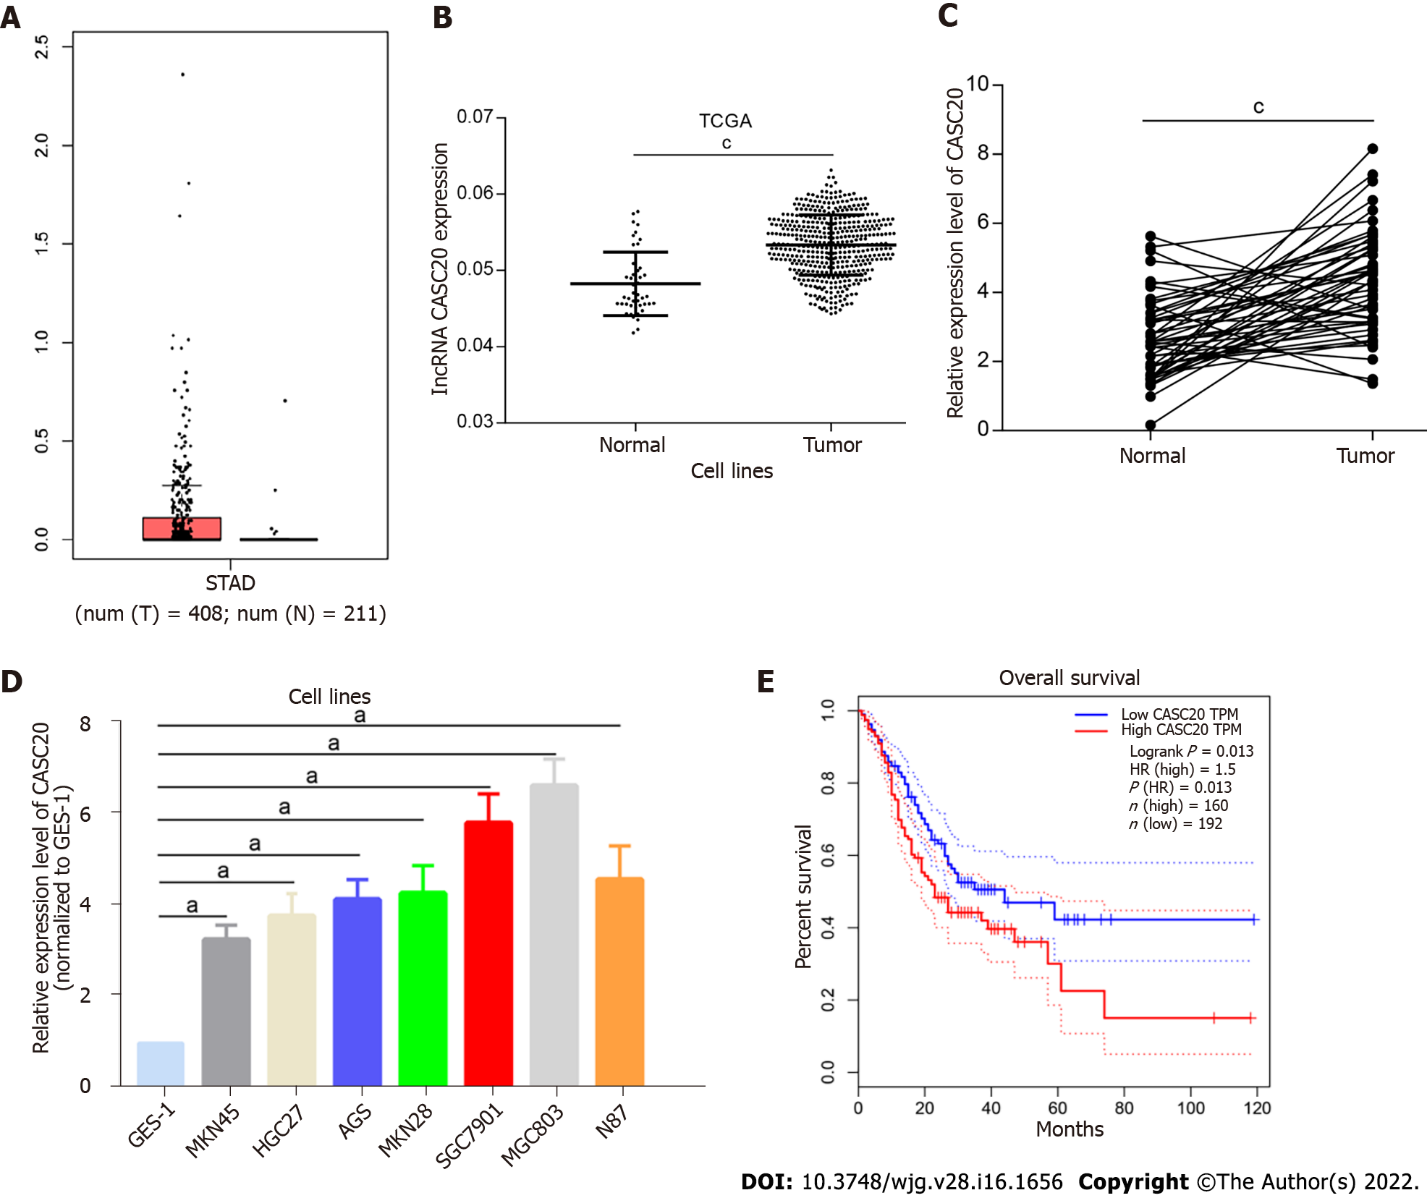 A
2.5
2.0
1.5
1.0
0.5
0.0
STAD
(num (T) = 408; num (N) = 211)
B
lncRNA CASC20 expression
0.07
0.06
0.05
0.04
0.03
TCGA
c
Normal Tumor
Cell lines
C
Relative expression level of CASC20
10
8
6
4
2
0
c
Normal Tumor
D
Cell lines
Relative expression level of CASC20
(normalized to GES-1)
8
6
4
2
0
a
a
a
a
a
a
a
GES-1 MKN45 HGC27 AGS MKN28 SGC7901 MGC803 N87
E
Overall survival
Percent survival
1.0
0.8
0.6
0.4
0.2
0.0
Low CASC20 TPM
High CASC20 TPM
Logrank P = 0.013
HR (high) = 1.5
P (HR) = 0.013
n (high) = 160
n (low) = 192
0 20 40 60 80 100 120
Months
DOI: 10.3748/wjg.v28.i16.1656 Copyright ©The Author(s) 2022.